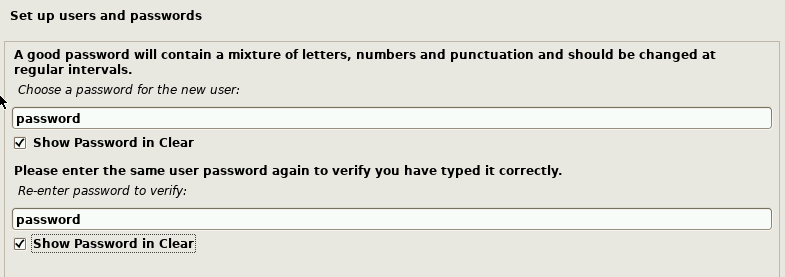 Set up users and passwords
A good password will contain a mixture of letters, numbers and punctuation and should be changed at
regular intervals.
Choose a password for the new user:
password
Show Password in Clear
Please enter the same user password again to verify you have typed it correctly.
Re-enter password to verify:
password
Show Password in Clear